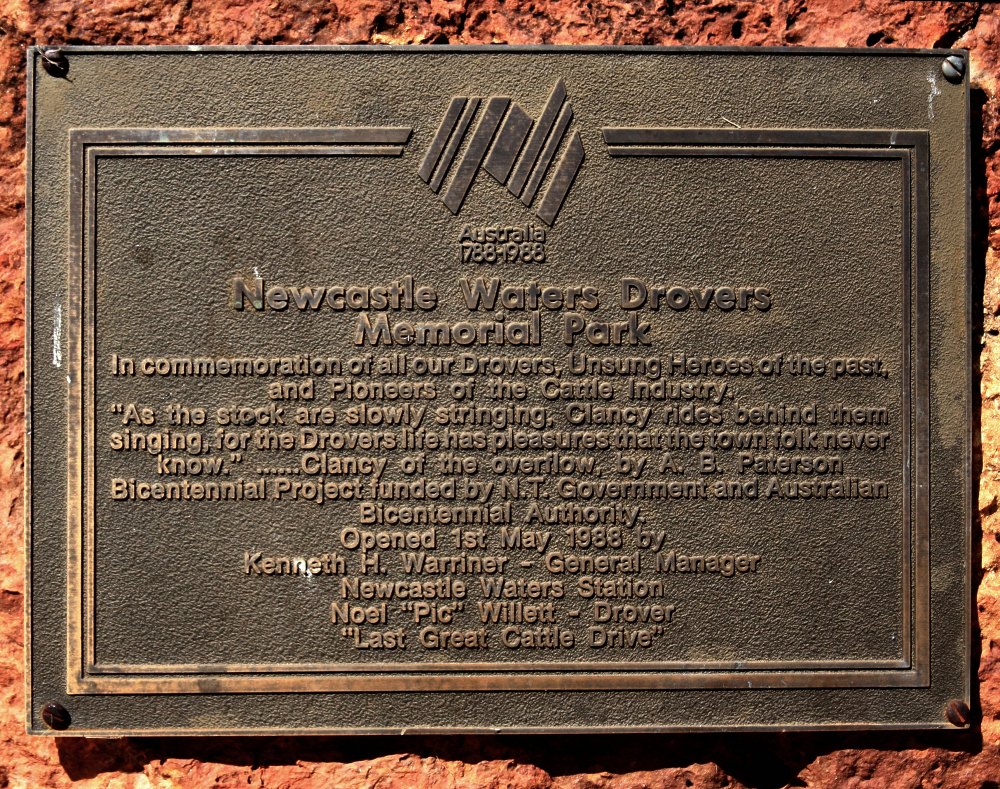 Australia
1788-1988
Newcastle Waters Drovers
Memorial Park
In commemoration of all our Drovers, Unsung Heroes of the past,
and Pioneers of the Cattle Industry.
"As the stock are slowly stringing, Clancy rides behind them
singing, for the Drovers life has pleasures that the town folk never
know." ......Clancy of the overflow, by A. B. Paterson
Bicentennial Project funded by N.T. Government and Australian
Bicentennial Authority.
Opened 1st May 1988 by
Kenneth H. Warriner - General Manager
Newcastle Waters Station
Noel "Pic" Willett - Drover
"Last Great Cattle Drive"